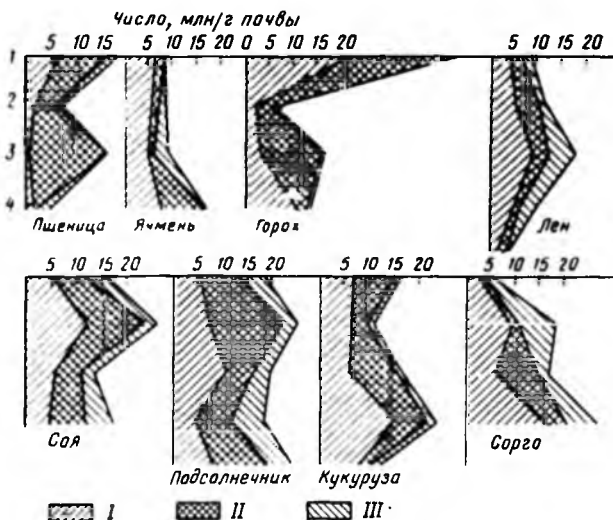 Число, млн/г почвы
5 10 15 5 10 15 20 25 0 10 20 5 10 15 20
1
2
3
4
Пшеница Ячмень Горох Лен
5 10 15 20 5 10 15 20 5 10 15 20 5 10 15 20
Соя Сорго
Подсолнечник Кукуруза
I II III